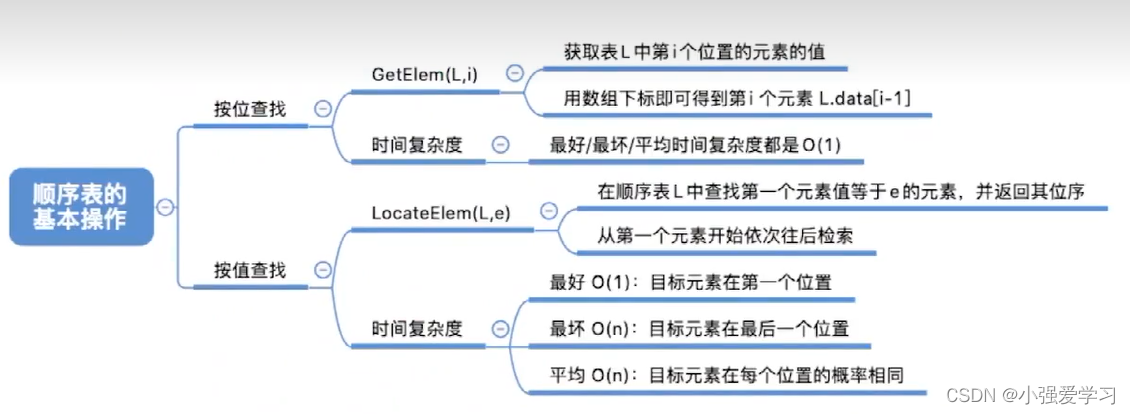 顺序表的
基本操作
按位查找
GetElem(L,i)
获取表L中第i个位置的元素的值
用数组下标即可得到第i个元素 L.data[i-1]
时间复杂度
最好/最坏/平均时间复杂度都是O(1)
按值查找
LocateElem(L,e)
在顺序表L中查找第一个元素值等于e的元素，并返回其位序
从第一个元素开始依次往后检索
时间复杂度
最好 O(1)：目标元素在第一个位置
最坏 O(n)：目标元素在最后一个位置
平均 O(n)：目标元素在每个位置的概率相同
CSDN @小强爱学习